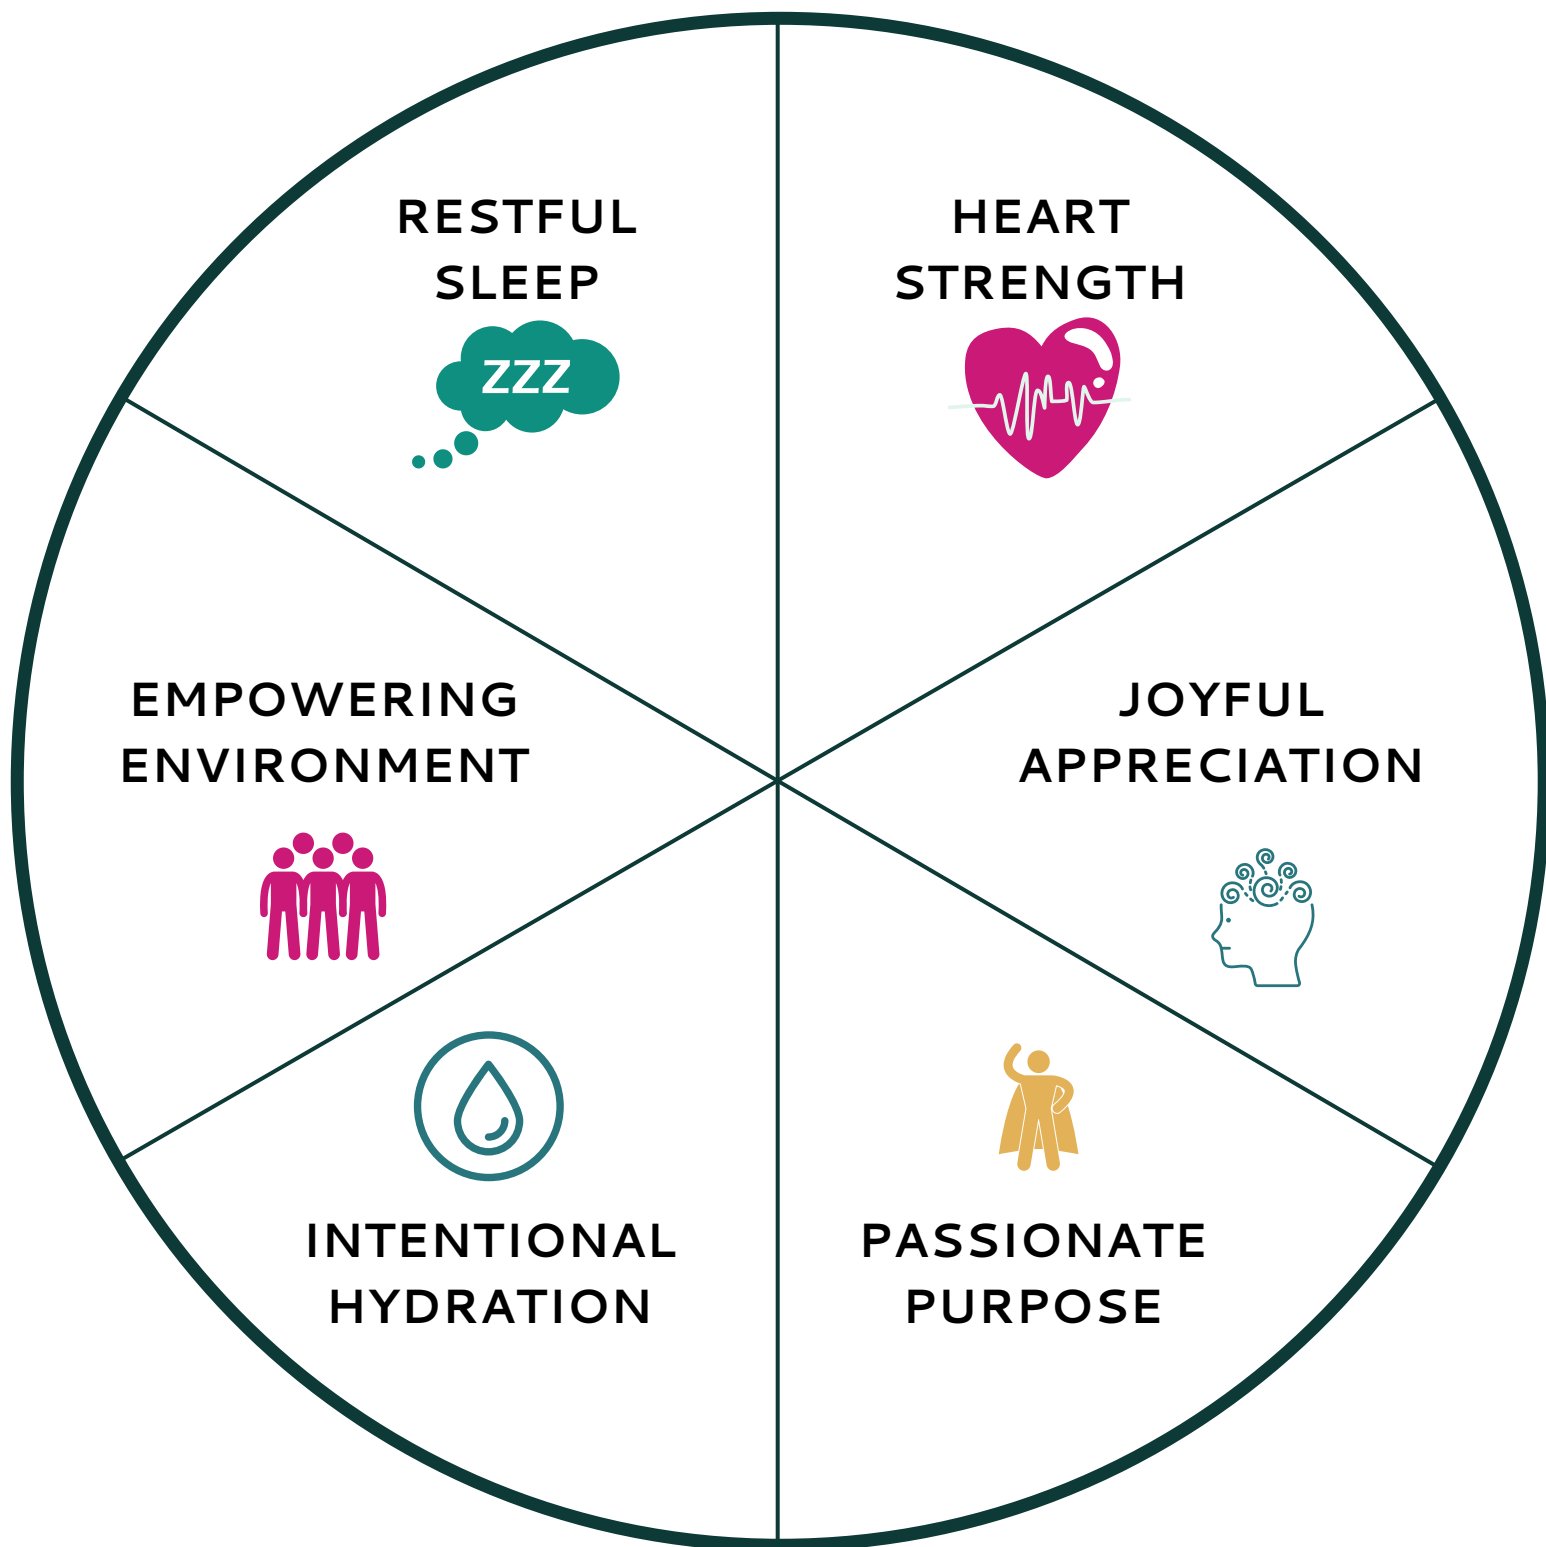 RESTFUL
SLEEP
ZZZ
HEART
STRENGTH
EMPOWERING
ENVIRONMENT
JOYFUL
APPRECIATION
INTENTIONAL
HYDRATION
PASSIONATE
PURPOSE